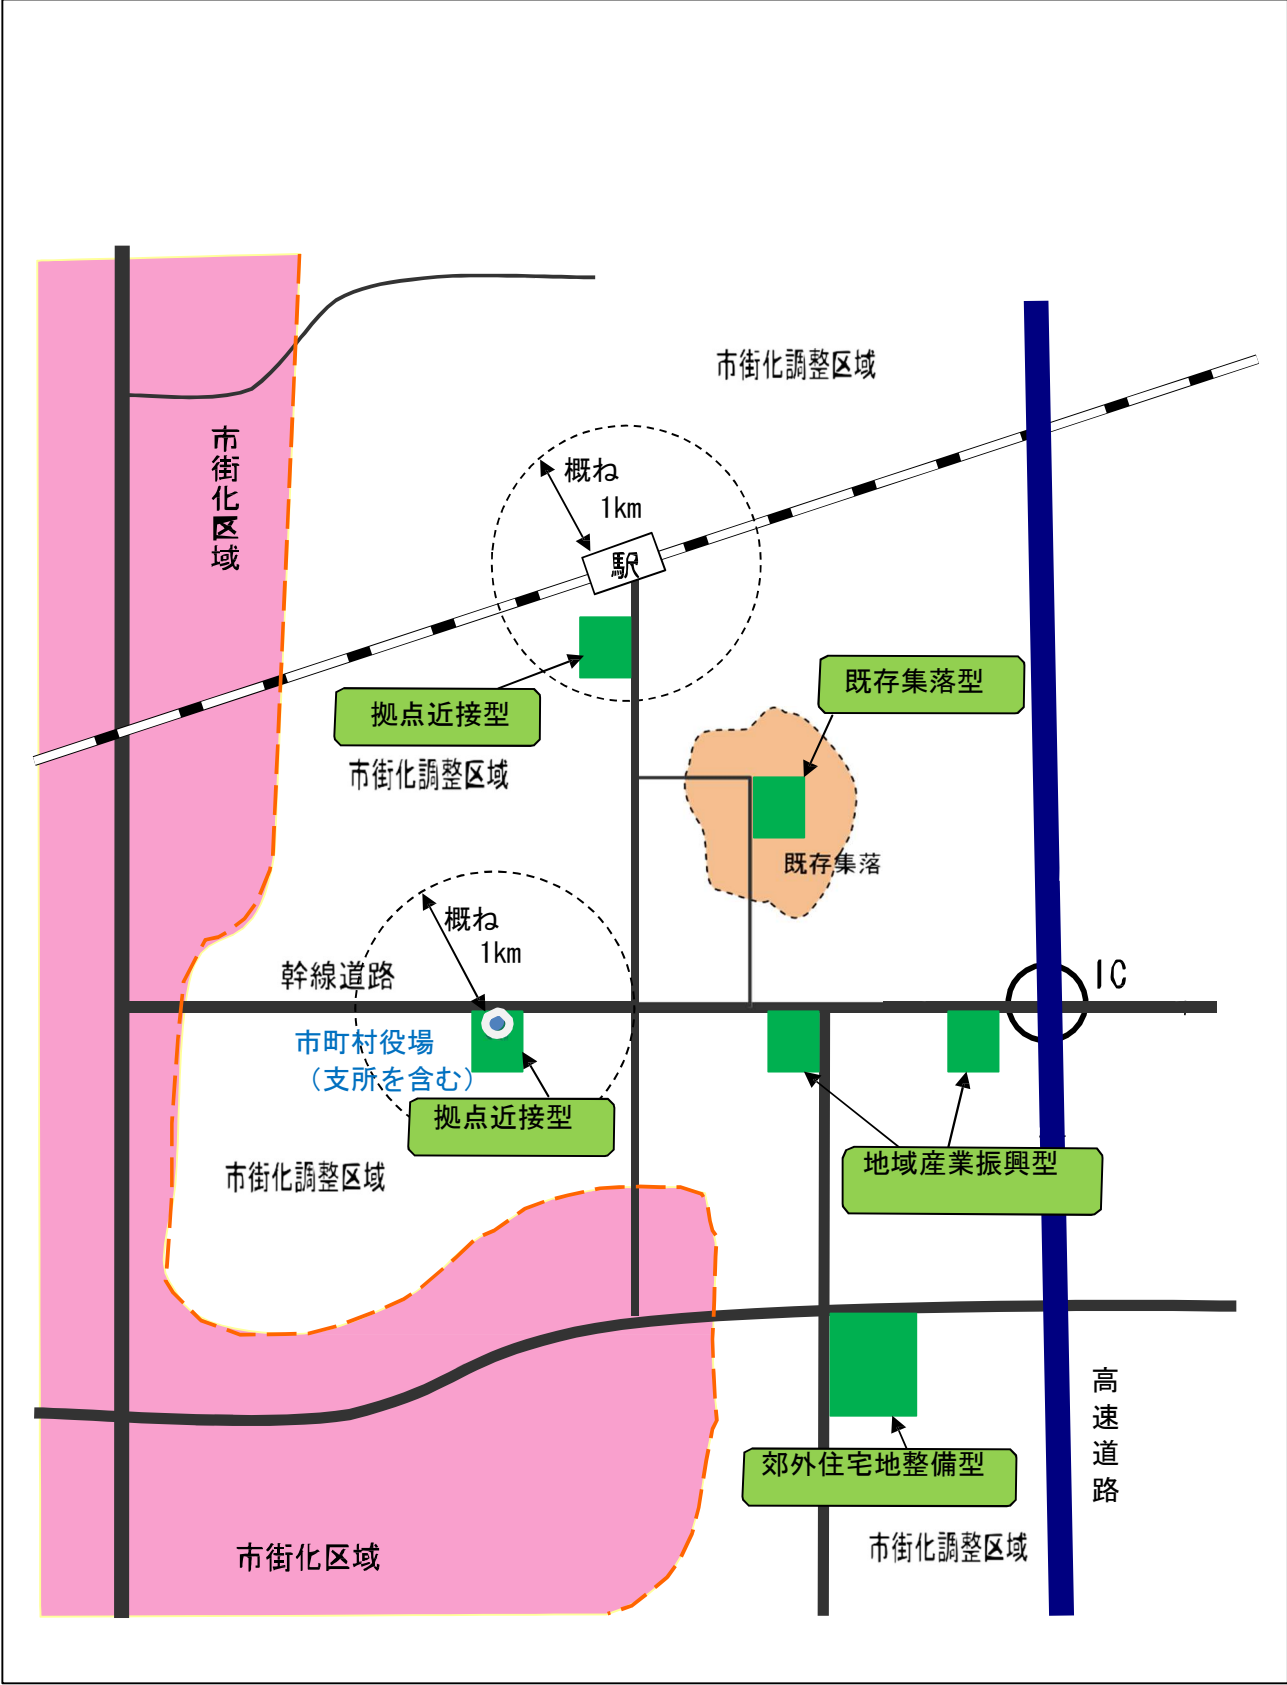 市街化調整区域
市街化区域
概ね
1km
駅
既存集落型
拠点近接型
市街化調整区域
既存集落
概ね
1km
幹線道路
IC
市町村役場
（支所を含む）
拠点近接型
地域産業振興型
市街化調整区域
高速道路
郊外住宅地整備型
市街化調整区域
市街化区域